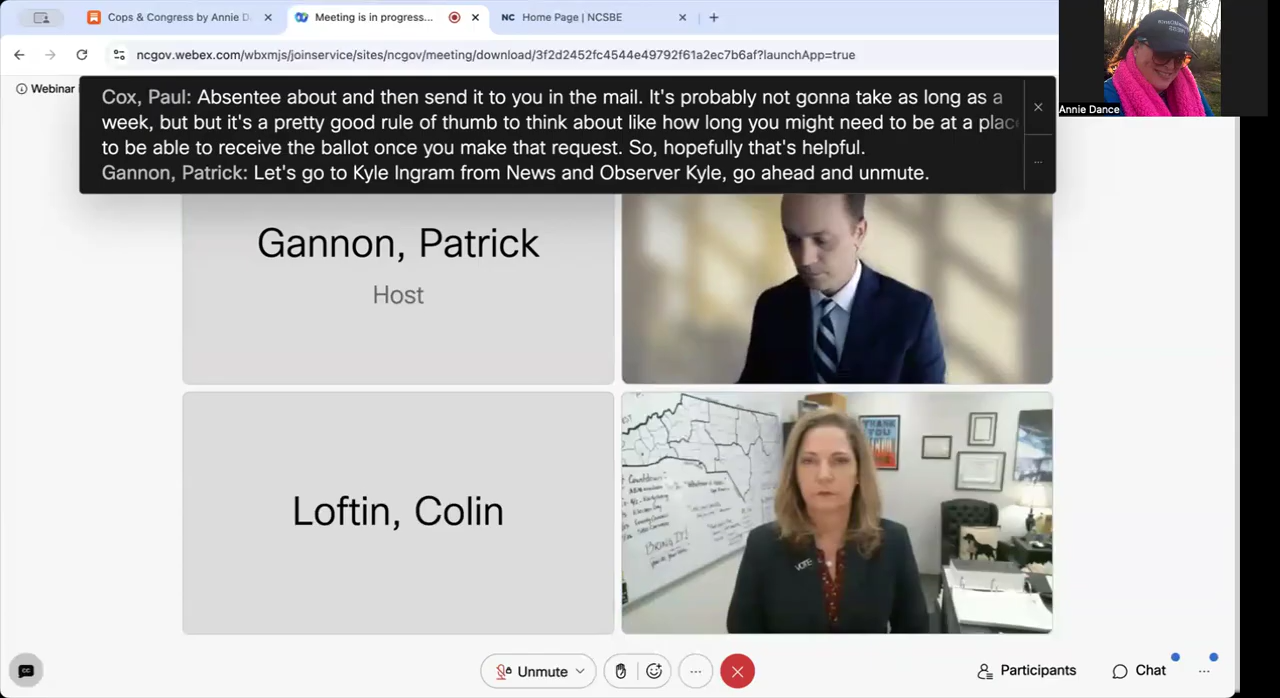 Cops & Congress by Annie D
Meeting is in progress...
NC Home Page | NCSBE
ncgov.webex.com/wbxmjs/joinservice/sites/ncgov/meeting/download/3f2d2452fc4544e49792f61a2ec7b6af?launchApp=true
Annie Dance
Webinar
Cox, Paul: Absentee about and then send it to you in the mail. It's probably not gonna take as long as a
week, but but it's a pretty good rule of thumb to think about like how long you might need to be at a place
to be able to receive the ballot once you make that request. So, hopefully that's helpful.
Gannon, Patrick: Let's go to Kyle Ingram from News and Observer Kyle, go ahead and unmute.
Gannon, Patrick
Host
Loftin, Colin
THANK
YOU
BRING IT!
VOTE
Unmute
Participants
Chat